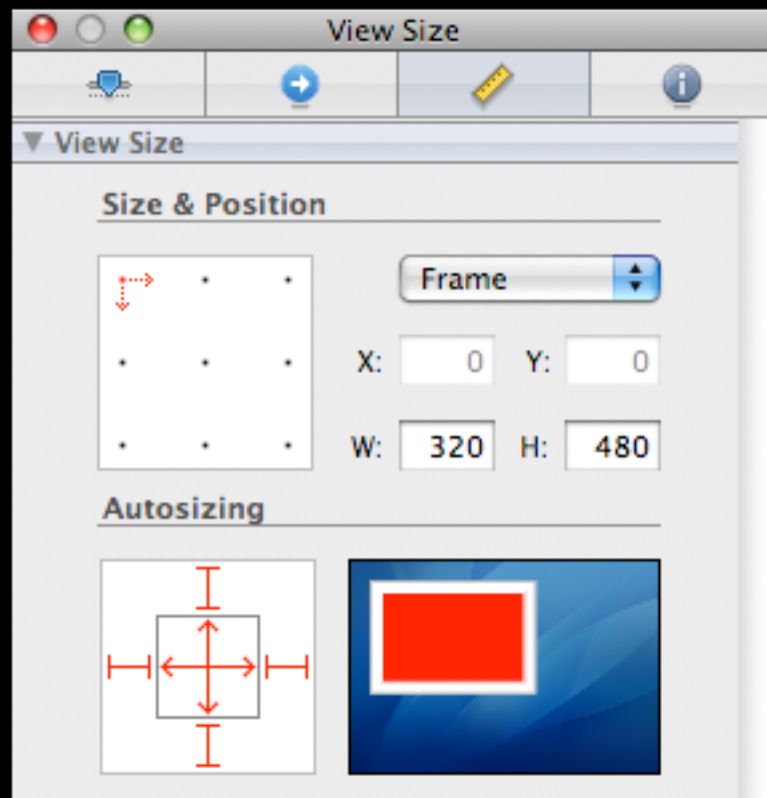 View Size
View Size
Size & Position
Frame
X: 0 Y: 0
W: 320 H: 480
Autosizing